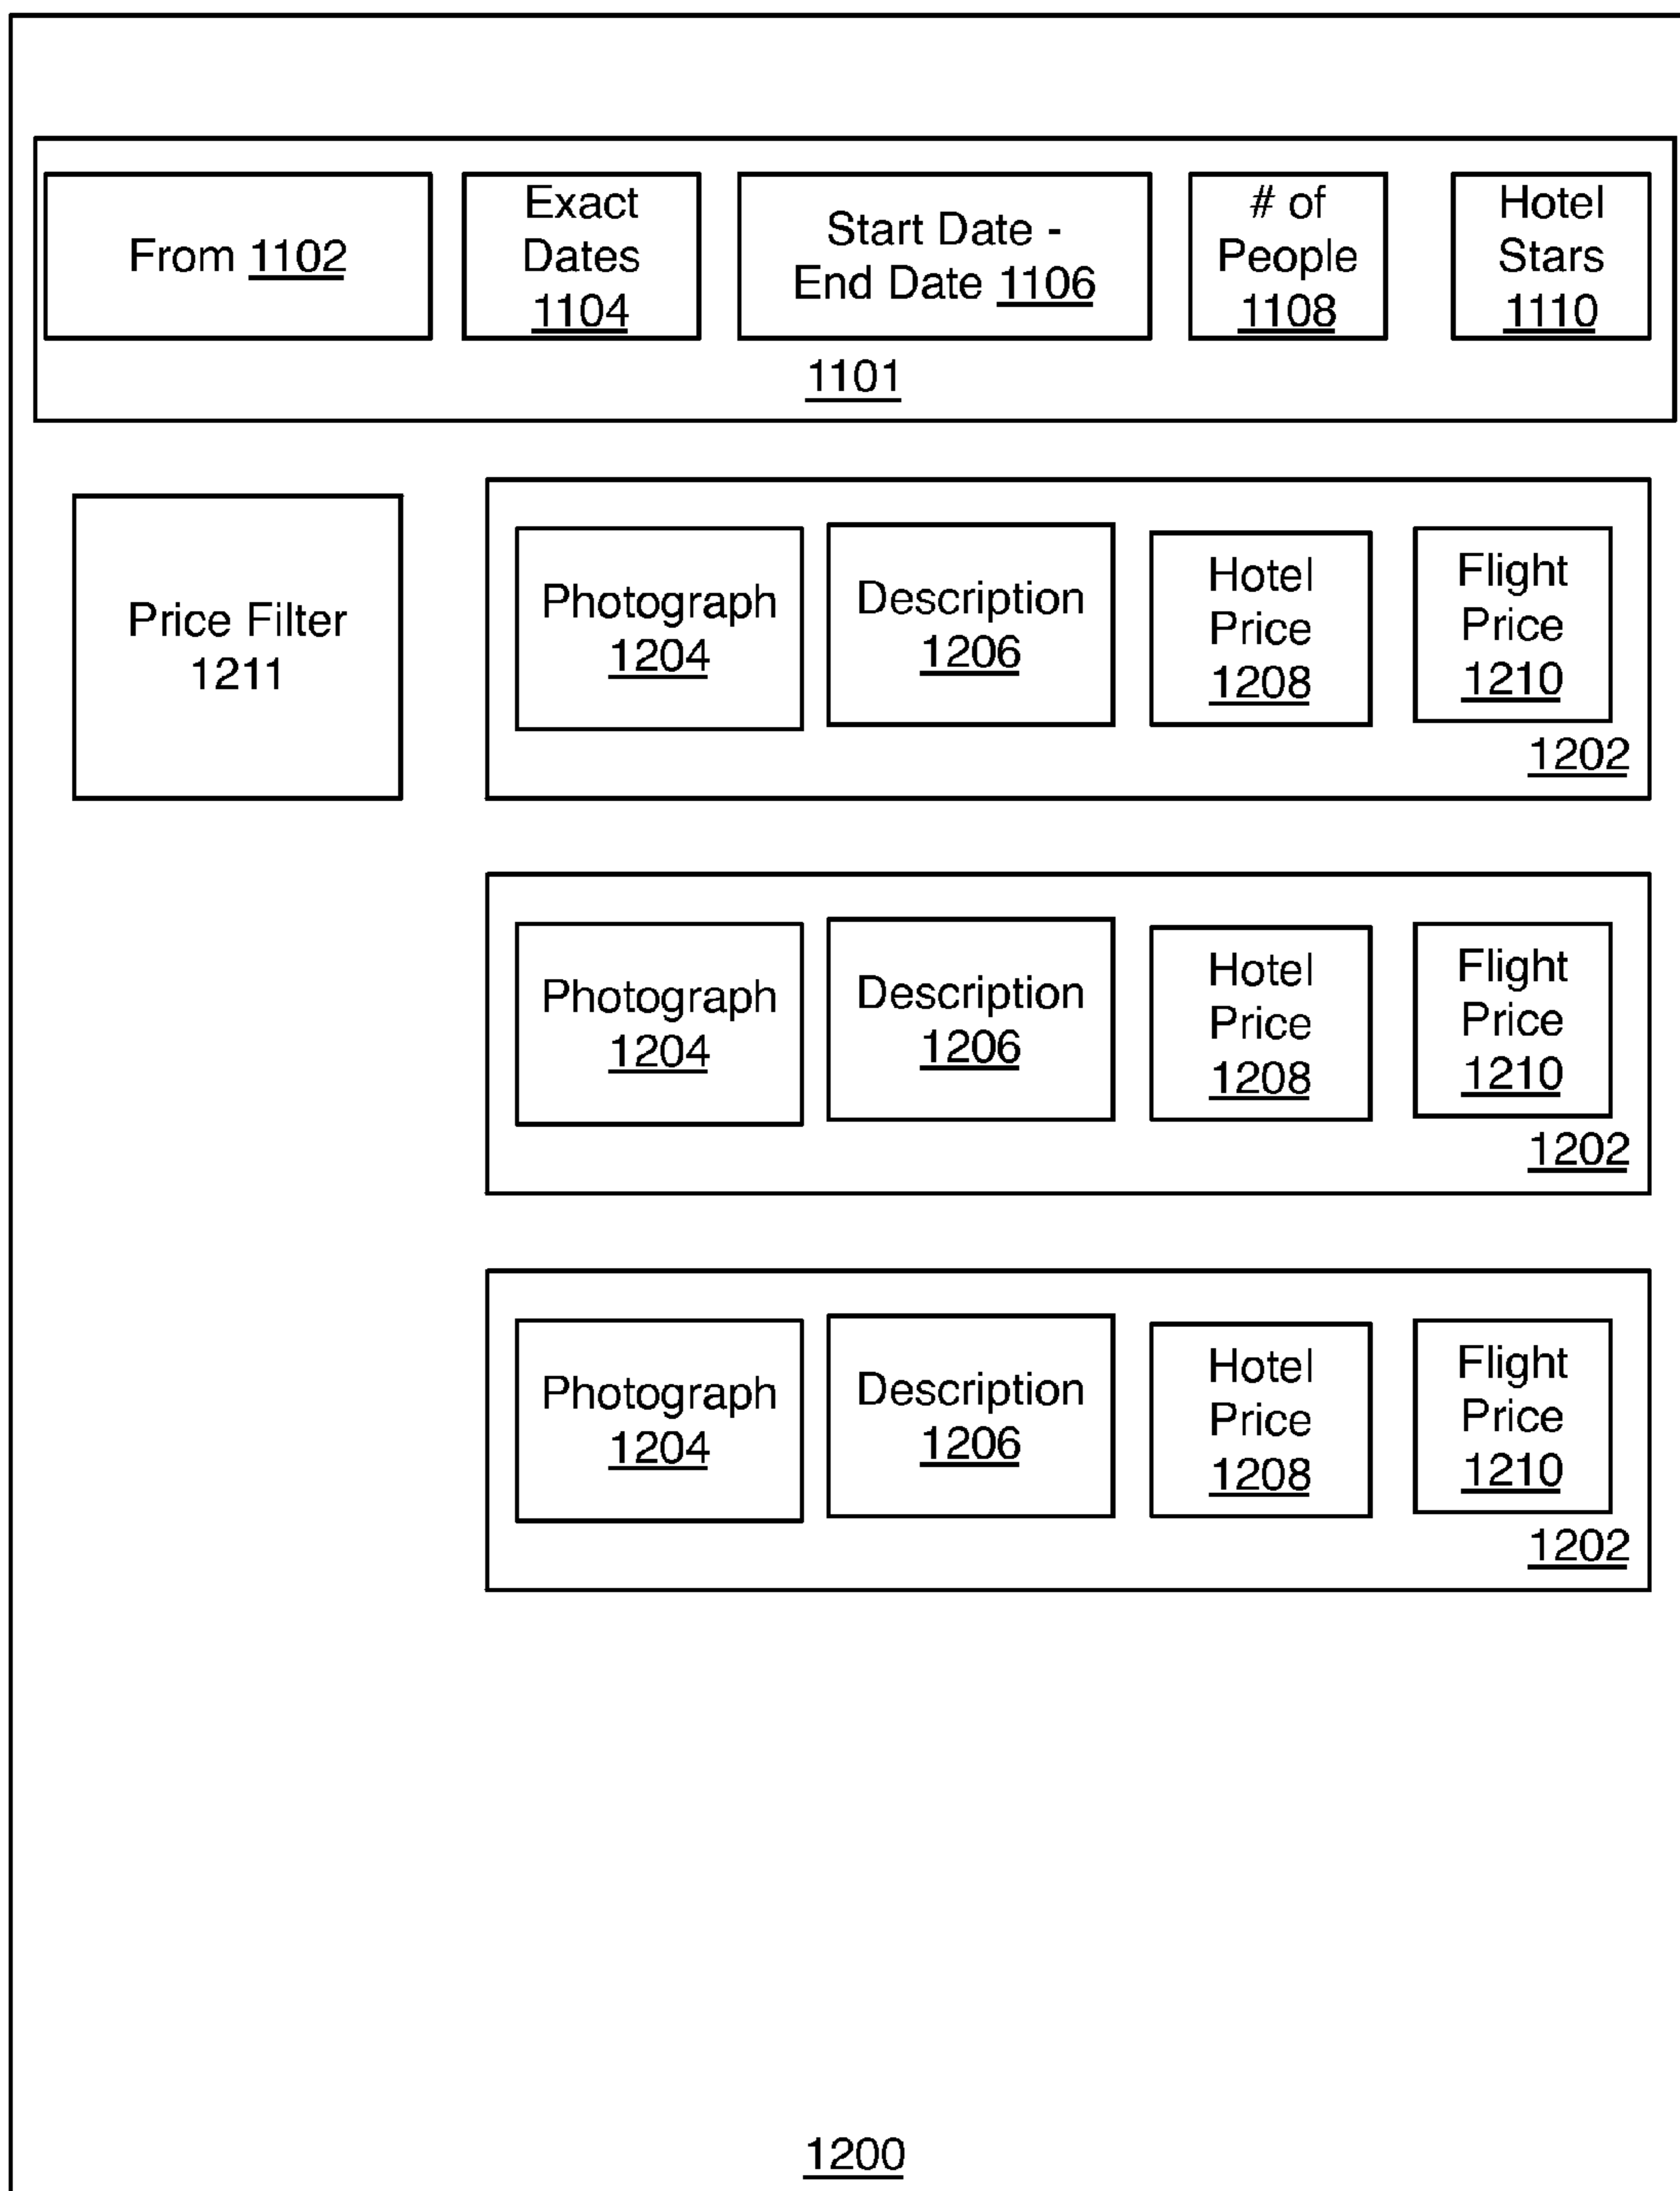 From 1102
Exact
Dates
1104
Start Date -
End Date 1106
# of
People
1108
Hotel
Stars
1110
1101
Price Filter
1211
Photograph
1204
Description
1206
Hotel
Price
1208
Flight
Price
1210
1202
Photograph
1204
Description
1206
Hotel
Price
1208
Flight
Price
1210
1202
Photograph
1204
Description
1206
Hotel
Price
1208
Flight
Price
1210
1202
1200